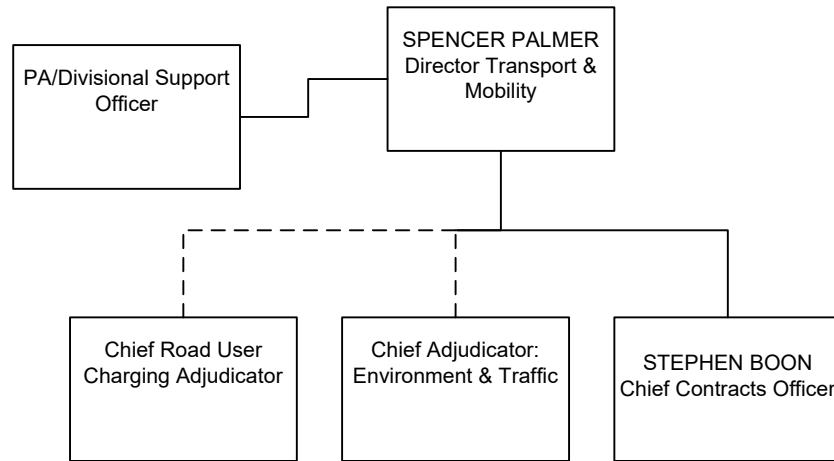 SPENCER PALMER
Director Transport &
Mobility
PA/Divisional Support
Officer
Chief Road User
Charging Adjudicator
Chief Adjudicator:
Environment & Traffic
STEPHEN BOON
Chief Contracts Officer